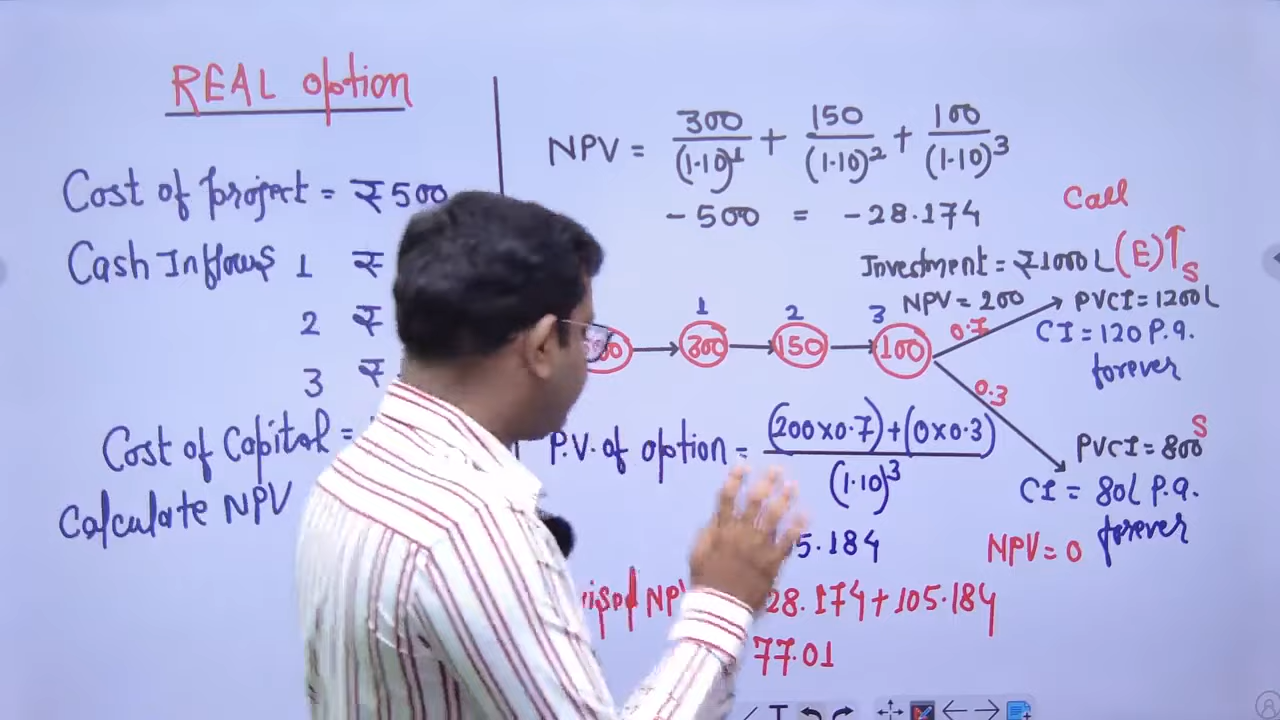 REAL option
Cost of project = ₹500
Cash Inflows 1 ₹
2 ₹
3 ₹
Cost of Capital =
Calculate NPV
NPV = 300/(1.10)^1 + 150/(1.10)^2 + 100/(1.10)^3
-500 = -28.174
Call
Investment = ₹1000 L (E) ↑ S
NPV = 200
PVCI = 1200L
CI = 120 P.a.
forever
1 2 3
300 → 150 → 100
0.7
0.3
P.V. of option = (200×0.7)+(0×0.3)/(1.10)^3
5.184
S
PVCI = 800
CI = 80L P.a.
forever
NPV = 0
28.174+105.184
77.01